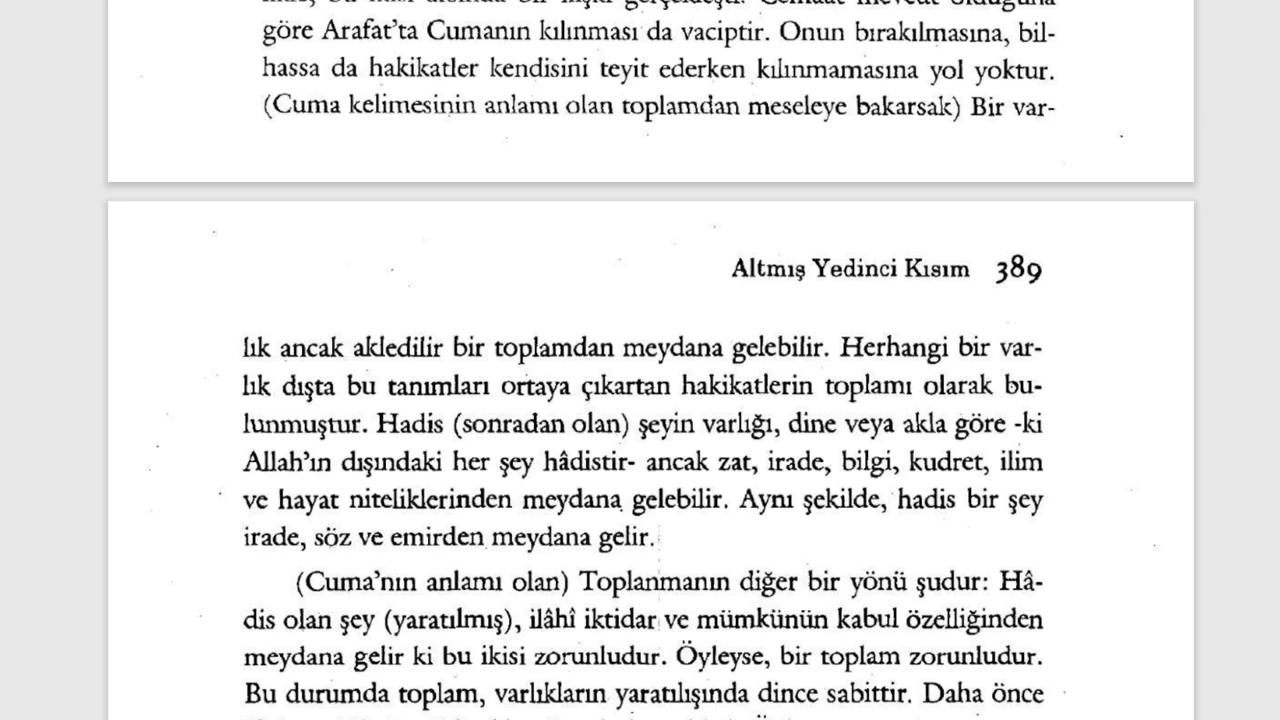 göre Arafat'ta Cumanın kılınması da vaciptir. Onun bırakılmasına, bil-
hassa da hakikatler kendisini teyit ederken kılınmamasına yol yoktur.
(Cuma kelimesinin anlamı olan toplamdan meseleye bakarsak) Bir var-
Altmış Yedinci Kısım 389
lık ancak akledilir bir toplamdan meydana gelebilir. Herhangi bir var-
lık dışta bu tanımları ortaya çıkartan hakikatlerin toplamı olarak bu-
lunmuştur. Hadis (sonradan olan) şeyin varlığı, dine veya akla göre -ki
Allah'ın dışındaki her şey hâdistir- ancak zat, irade, bilgi, kudret, ilim
ve hayat niteliklerinden meydana gelebilir. Aynı şekilde, hadis bir şey
irade, söz ve emirden meydana gelir.
(Cuma'nın anlamı olan) Toplanmanın diğer bir yönü şudur: Hâ-
dis olan şey (yaratılmış), ilâhî iktidar ve mümkünün kabul özelliğinden
meydana gelir ki bu ikisi zorunludur. Öyleyse, bir toplam zorunludur.
Bu durumda toplam, varlıkların yaratılışında dince sabittir. Daha önce